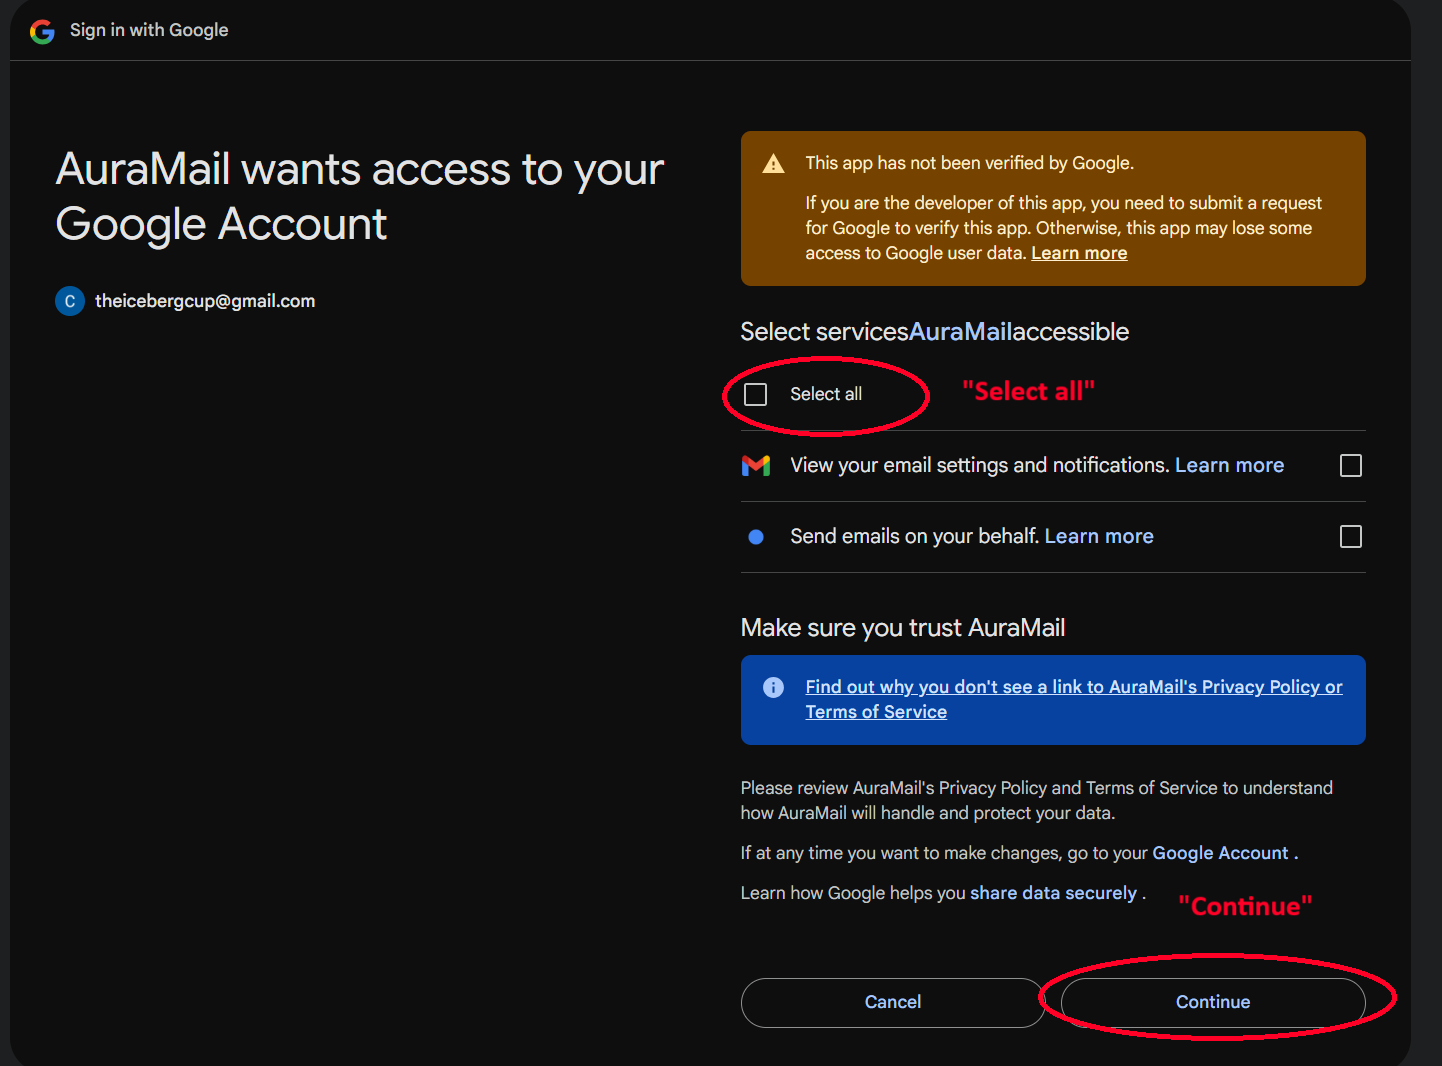 Sign in with Google
AuraMail wants access to your
Google Account
C theicebergcup@gmail.com
This app has not been verified by Google.
If you are the developer of this app, you need to submit a request
for Google to verify this app. Otherwise, this app may lose some
access to Google user data. Learn more
Select servicesAuraMailaccessible
Select all "Select all"
View your email settings and notifications. Learn more
Send emails on your behalf. Learn more
Make sure you trust AuraMail
Find out why you don't see a link to AuraMail's Privacy Policy or
Terms of Service
Please review AuraMail's Privacy Policy and Terms of Service to understand
how AuraMail will handle and protect your data.
If at any time you want to make changes, go to your Google Account .
Learn how Google helps you share data securely .
"Continue"
Cancel Continue